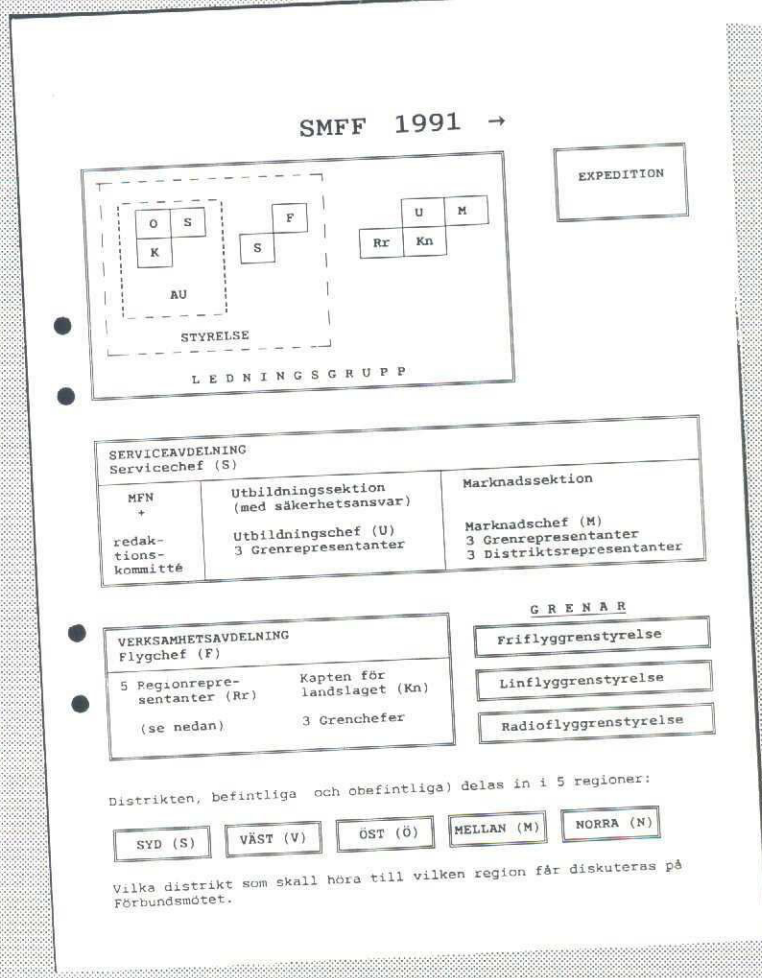 SMFF 1991 →
EXPEDITION
O S
K
AU
F
S
STYRELSE
U M
Rr Kn
LEDNINGSGRUPP
SERVICEAVDELNING
Servicechef (S)
MFN
+
redak-
tions-
kommitté
Utbildningssektion
(med säkerhetsansvar)
Utbildningschef (U)
3 Grenrepresentanter
Marknadssektion
Marknadschef (M)
3 Grenrepresentanter
3 Distriktsrepresentanter
VERKSAMHETSAVDELNING
Flygchef (F)
5 Regionrepre-
sentanter (Rr)
(se nedan)
Kapten för
landslaget (Kn)
3 Grenchefer
GRENAR
Friflyggrenstyrelse
Linflyggrenstyrelse
Radioflyggrenstyrelse
Distrikten, befintliga och obefintliga) delas in i 5 regioner:
SYD (S) VÄST (V) ÖST (Ö) MELLAN (M) NORRA (N)
Vilka distrikt som skall höra till vilken region får diskuteras på
Förbundsmötet.